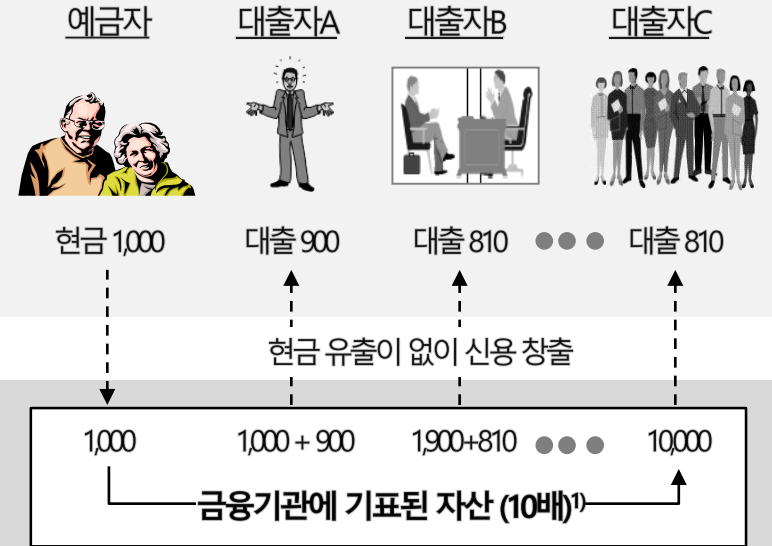 예금자 대출자A 대출자B 대출자C
현금 1,000 대출 900 대출 810 ●●● 대출 810
현금 유출이 없이 신용 창출
1,000 1,000 + 900 1,900+810 ●●● 10,000
금융기관에 기표된 자산 (10배)¹⁾